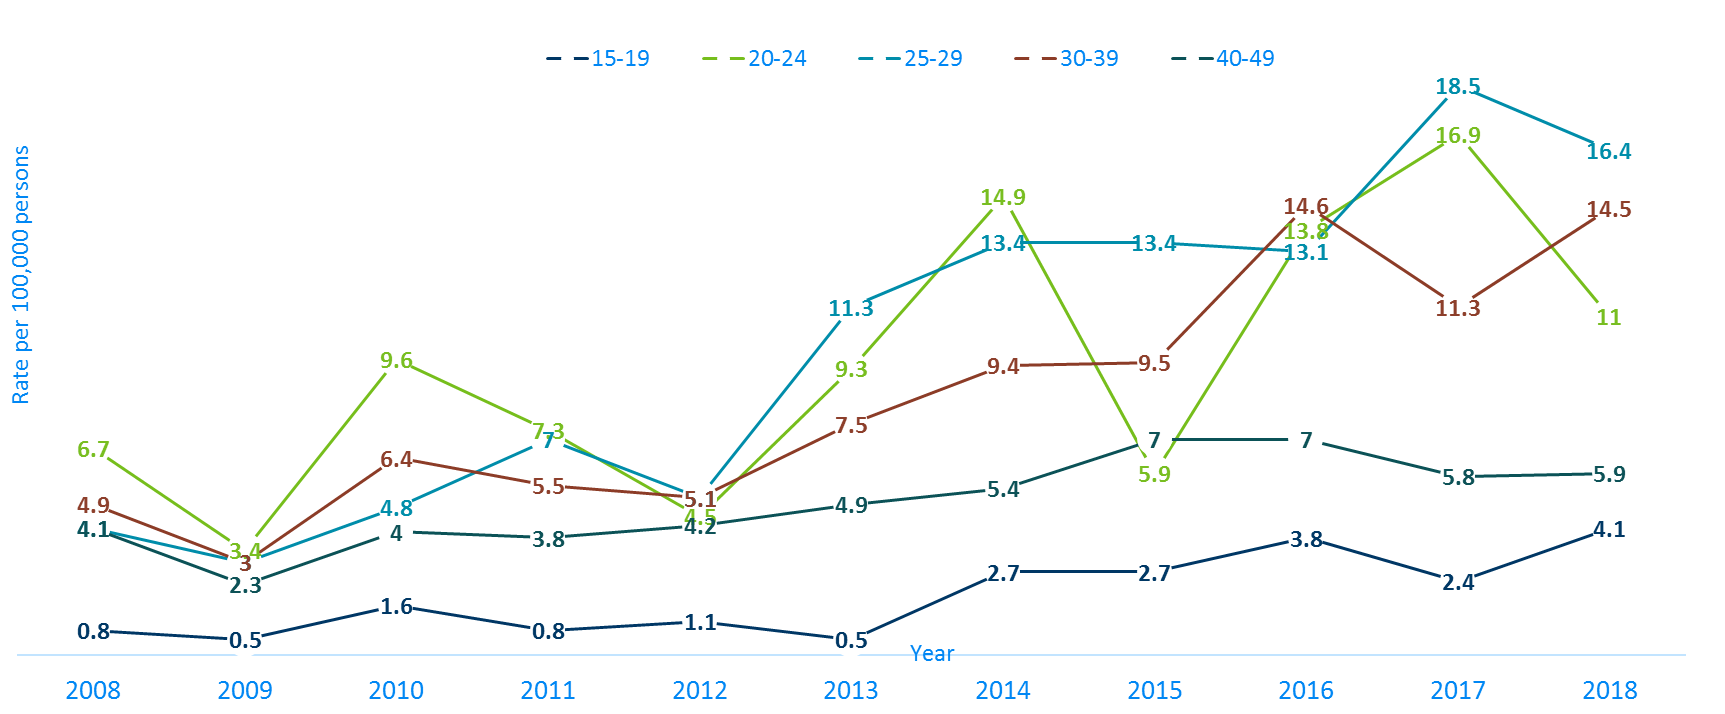 15-19 20-24 25-29 30-39 40-49
Rate per 100,000 persons
18.5
16.9
16.4
14.9 14.6 14.5
13.8
13.4 13.4 13.1
11.3 11.3 11
9.6 9.3 9.4 9.5
7.3 7.5
6.7 7 7 7
6.4
4.9 5.5 5.1 5.9 5.8 5.9
4.8 4.5 4.9 5.4
4.1 4 3.8 4.2 3.8 4.1
3.4
3
2.3 2.7 2.7 2.4
0.8 0.5 1.6 0.8 1.1 0.5
Year
2008 2009 2010 2011 2012 2013 2014 2015 2016 2017 2018